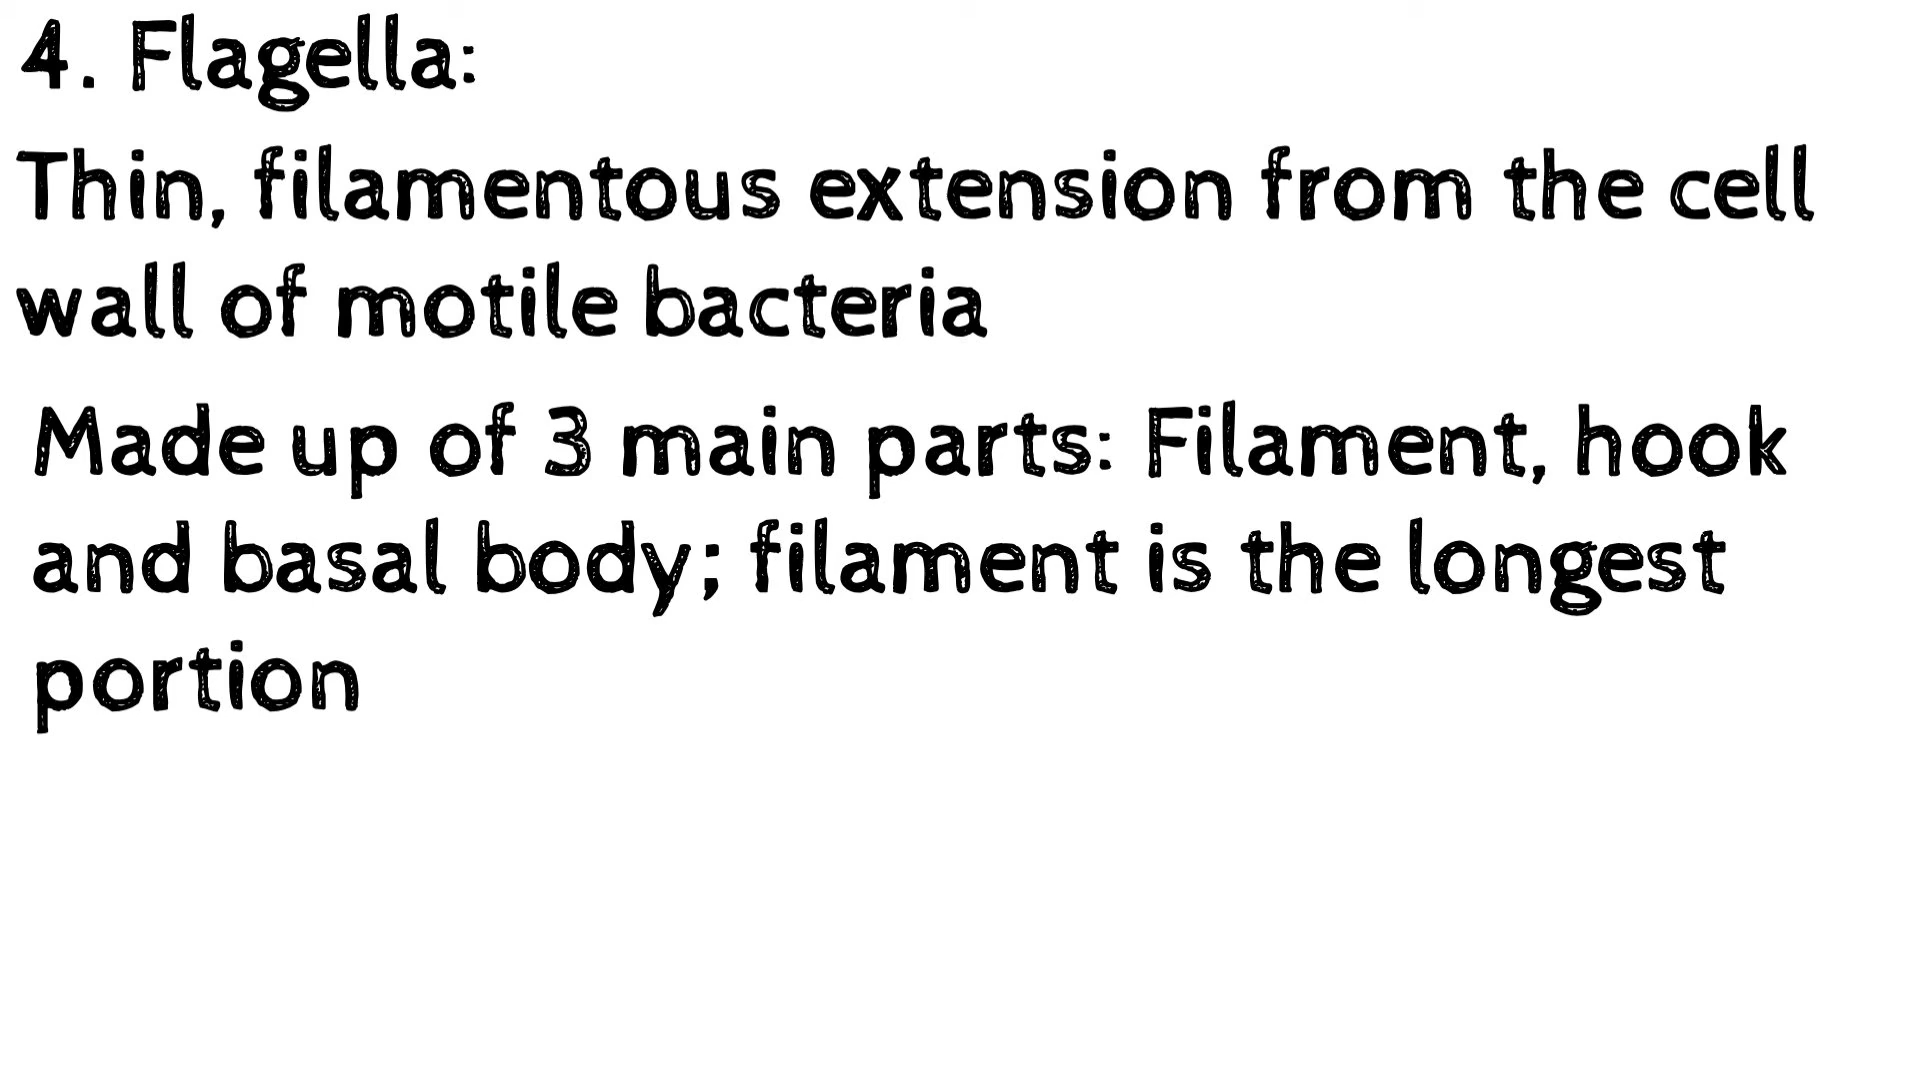 4. Flagella:
Thin, filamentous extension from the cell
wall of motile bacteria
Made up of 3 main parts: Filament, hook
and basal body; filament is the longest
portion